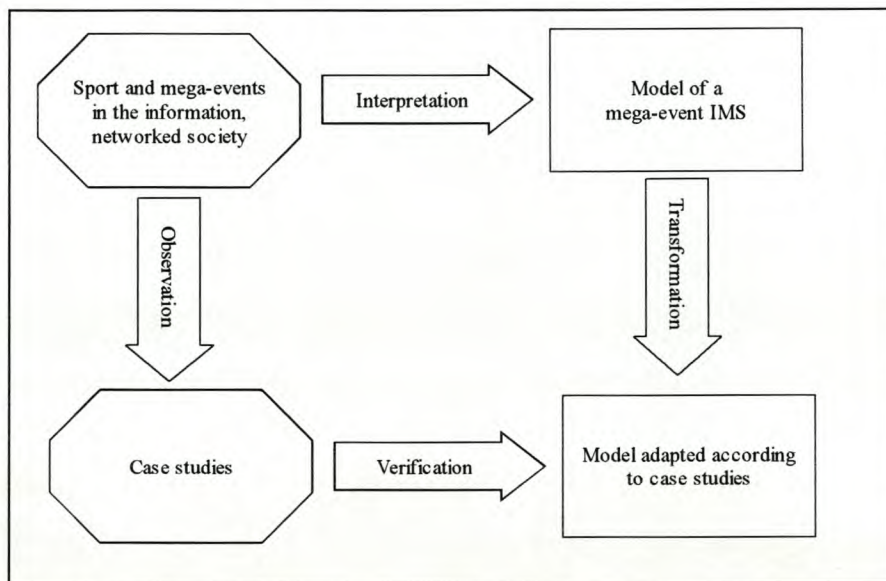 Sport and mega-events
in the information,
networked society
Interpretation
Model of a
mega-event IMS
Observation
Transformation
Case studies
Verification
Model adapted according
to case studies